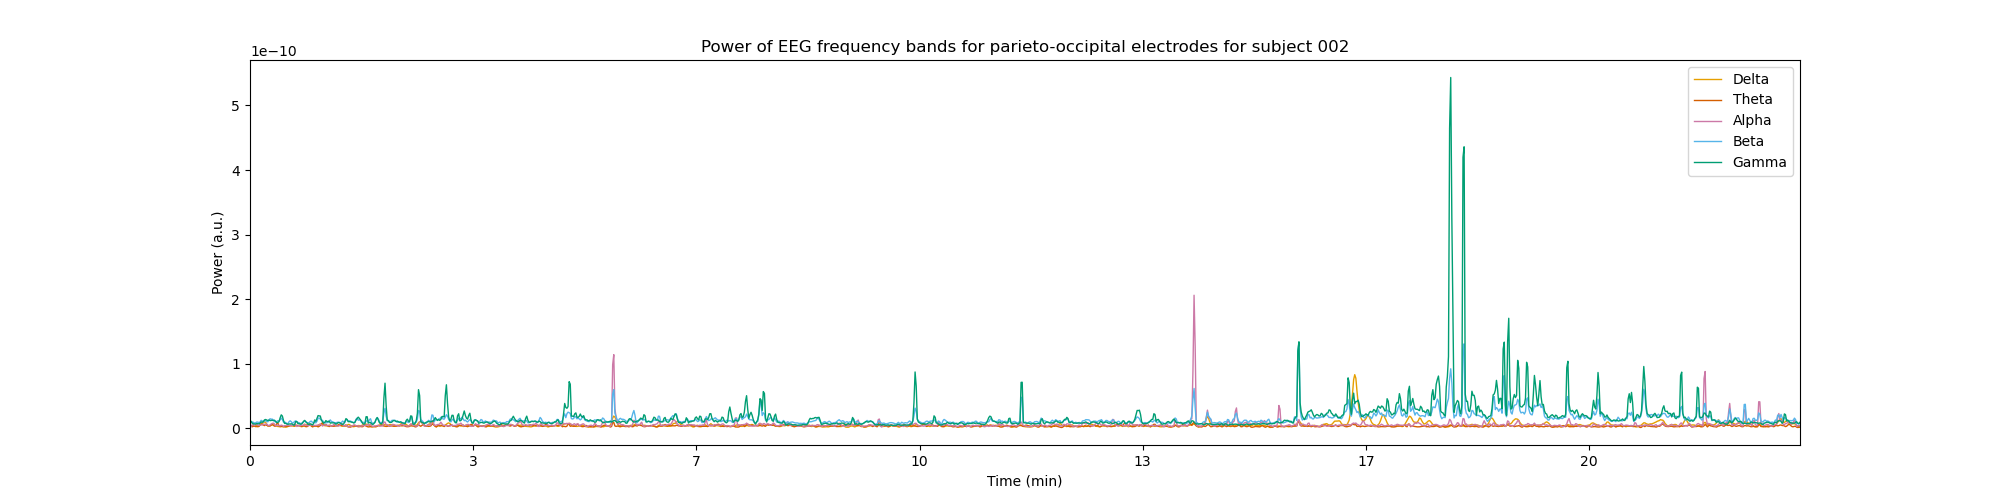 Power of EEG frequency bands for parieto-occipital electrodes for subject 002
1e−10
Power (a.u.)
5
4
3
2
1
0
Delta
Theta
Alpha
Beta
Gamma
0 3 7 10 13 17 20
Time (min)